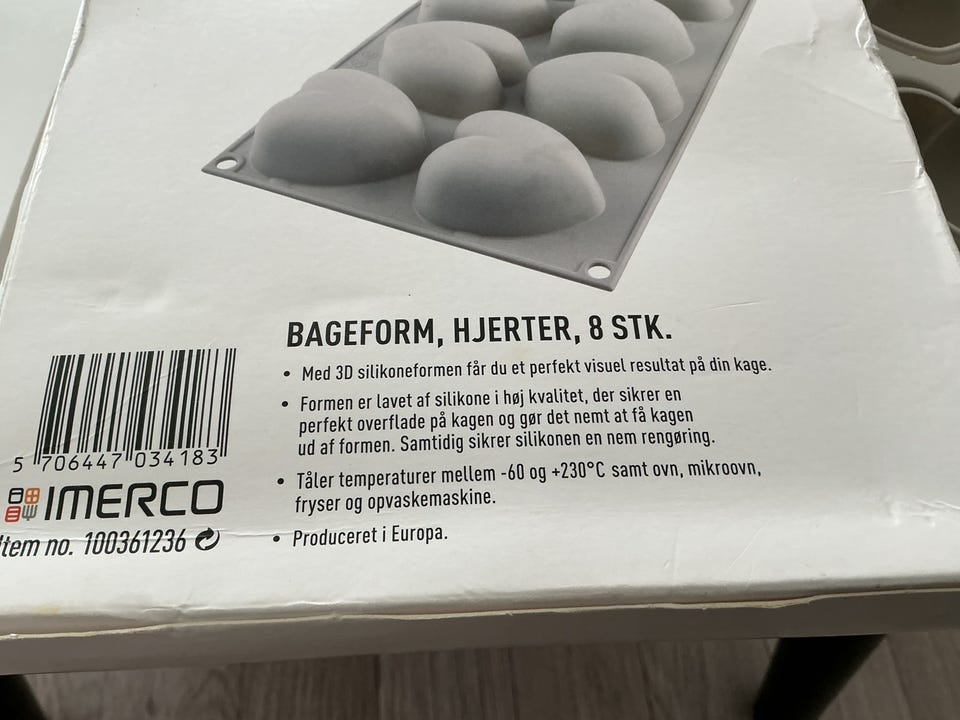 BAGEFORM, HJERTER, 8 STK.
• Med 3D silikoneformen får du et perfekt visuel resultat på din kage.
• Formen er lavet af silikone i høj kvalitet, der sikrer en
perfekt overflade på kagen og gør det nemt at få kagen
ud af formen. Samtidig sikrer silikonen en nem rengøring.
• Tåler temperaturer mellem -60 og +230°C samt ovn, mikroovn,
fryser og opvaskemaskine.
• Produceret i Europa.
5 706447 034183
IMERCO
Item no. 100361236